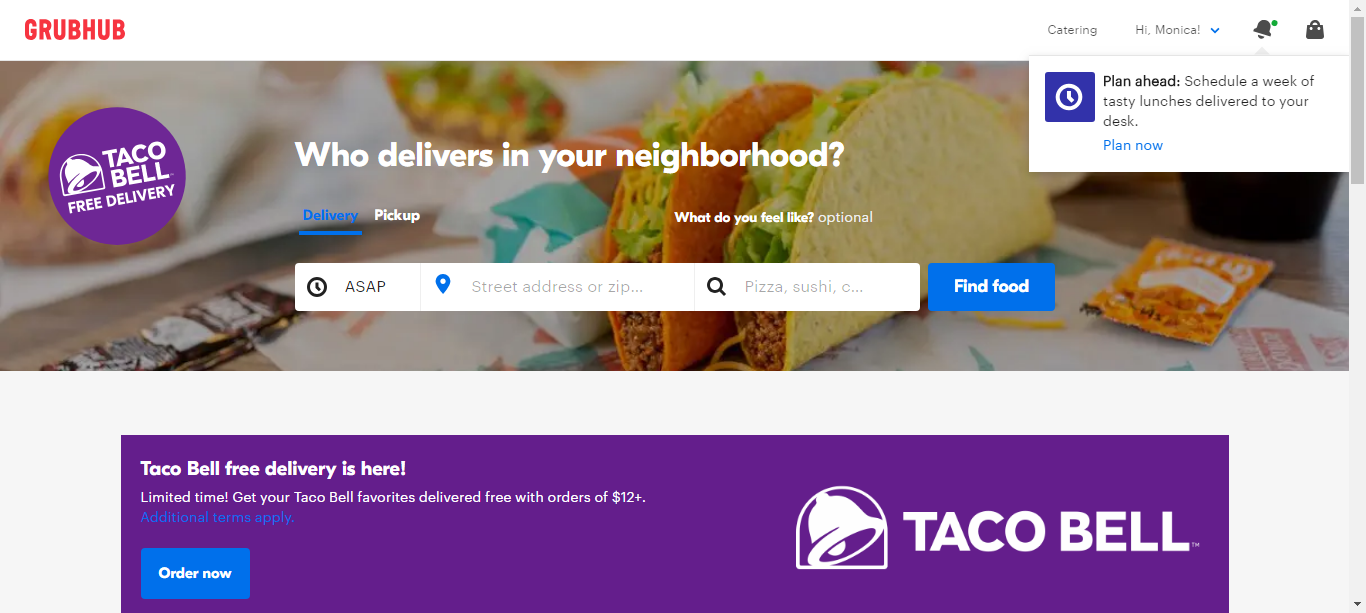 GRUBHUB
Catering
Hi, Monica!
Plan ahead: Schedule a week of
tasty lunches delivered to your
desk.
Plan now
TACO
BELL
FREE DELIVERY
Who delivers in your neighborhood?
Delivery Pickup
What do you feel like? optional
ASAP
Street address or zip...
Pizza, sushi, c...
Find food
Taco Bell free delivery is here!
Limited time! Get your Taco Bell favorites delivered free with orders of $12+.
Additional terms apply.
Order now
TACO BELL™